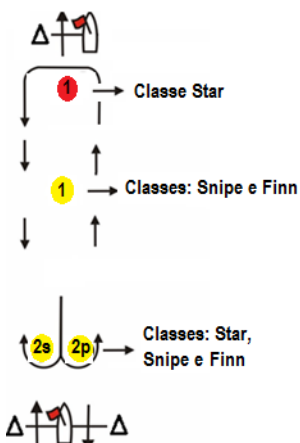 Δ
1
Classe Star
1
Classes: Snipe e Finn
2s 2p
Classes: Star,
Snipe e Finn
Δ Δ